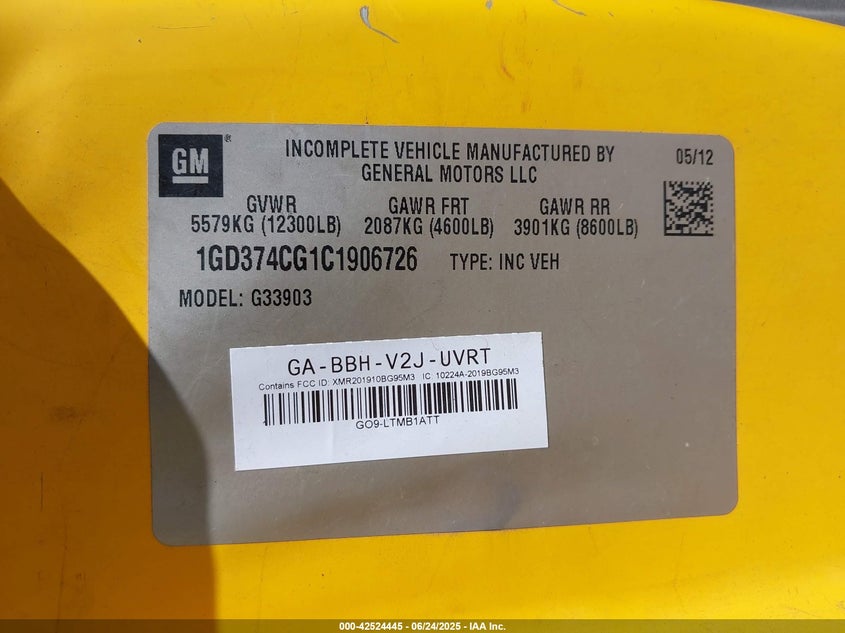 GM®
INCOMPLETE VEHICLE MANUFACTURED BY
GENERAL MOTORS LLC
05/12
GVWR GAWR FRT GAWR RR
5579KG (12300LB) 2087KG (4600LB) 3901KG (8600LB)
1GD374CG1C1906726 TYPE: INC VEH
MODEL: G33903
GA-BBH-V2J-UVRT
Contains FCC ID: XMR201910BG95M3 IC: 10224A-2019BG95M3
GO9-LTMB1ATT
000-42524445 - 06/24/2025 - IAA Inc.